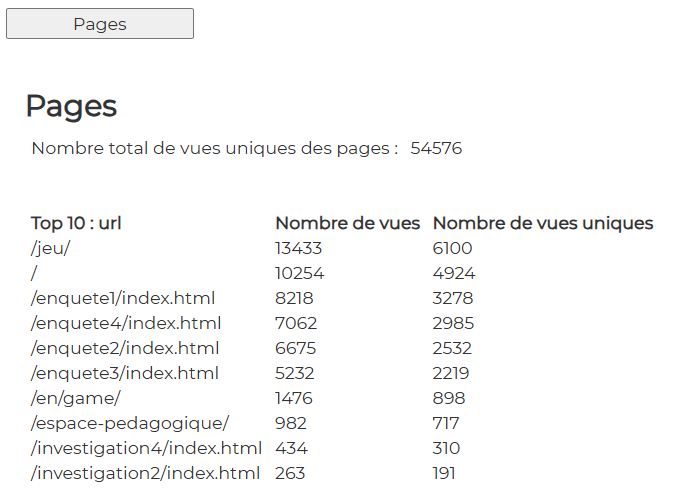 Pages
Pages
Nombre total de vues uniques des pages : 54576
Top 10 : url Nombre de vues Nombre de vues uniques
/jeu/ 13433 6100
/ 10254 4924
/enquete1/index.html 8218 3278
/enquete4/index.html 7062 2985
/enquete2/index.html 6675 2532
/enquete3/index.html 5232 2219
/en/game/ 1476 898
/espace-pedagogique/ 982 717
/investigation4/index.html 434 310
/investigation2/index.html 263 191